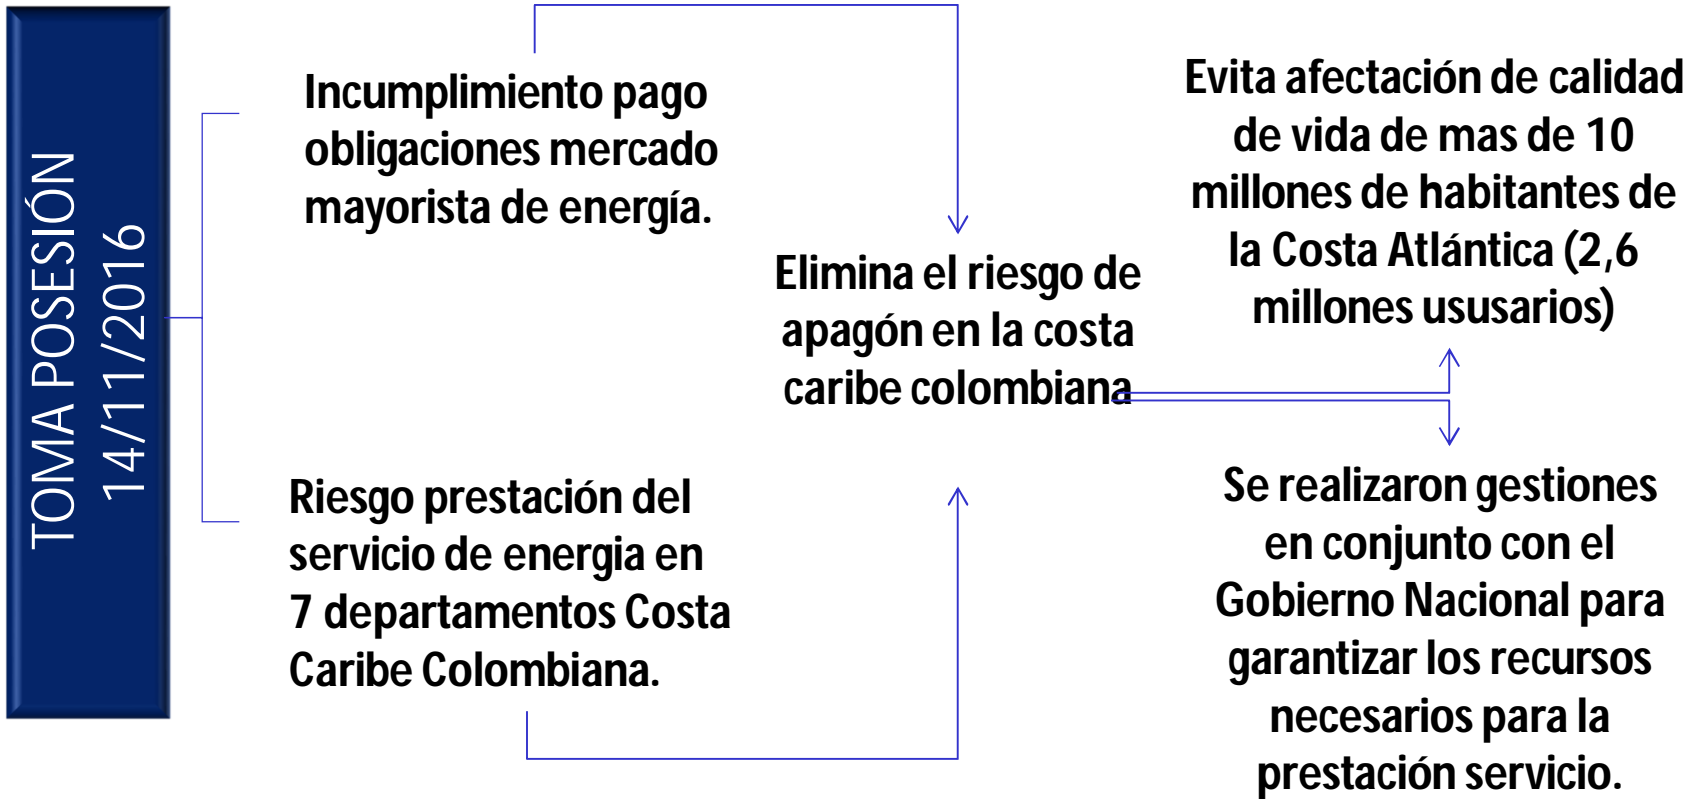 TOMA POSESIÓN
14/11/2016
Incumplimiento pago
obligaciones mercado
mayorista de energía.
Riesgo prestación del
servicio de energia en
7 departamentos Costa
Caribe Colombiana.
Elimina el riesgo de
apagón en la costa
caribe colombiana
Evita afectación de calidad
de vida de mas de 10
millones de habitantes de
la Costa Atlántica (2,6
millones ususarios)
Se realizaron gestiones
en conjunto con el
Gobierno Nacional para
garantizar los recursos
necesarios para la
prestación servicio.